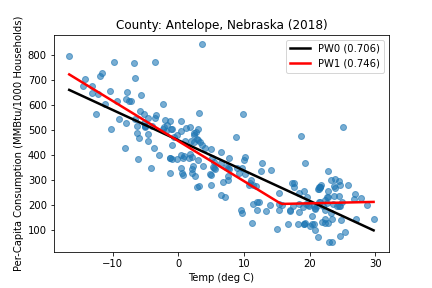 County: Antelope, Nebraska (2018)
PW0 (0.706)
PW1 (0.746)
Per-Capita Consumption (MMBtu/1000 Households)
800
700
600
500
400
300
200
100
−10 0 10 20 30
Temp (deg C)